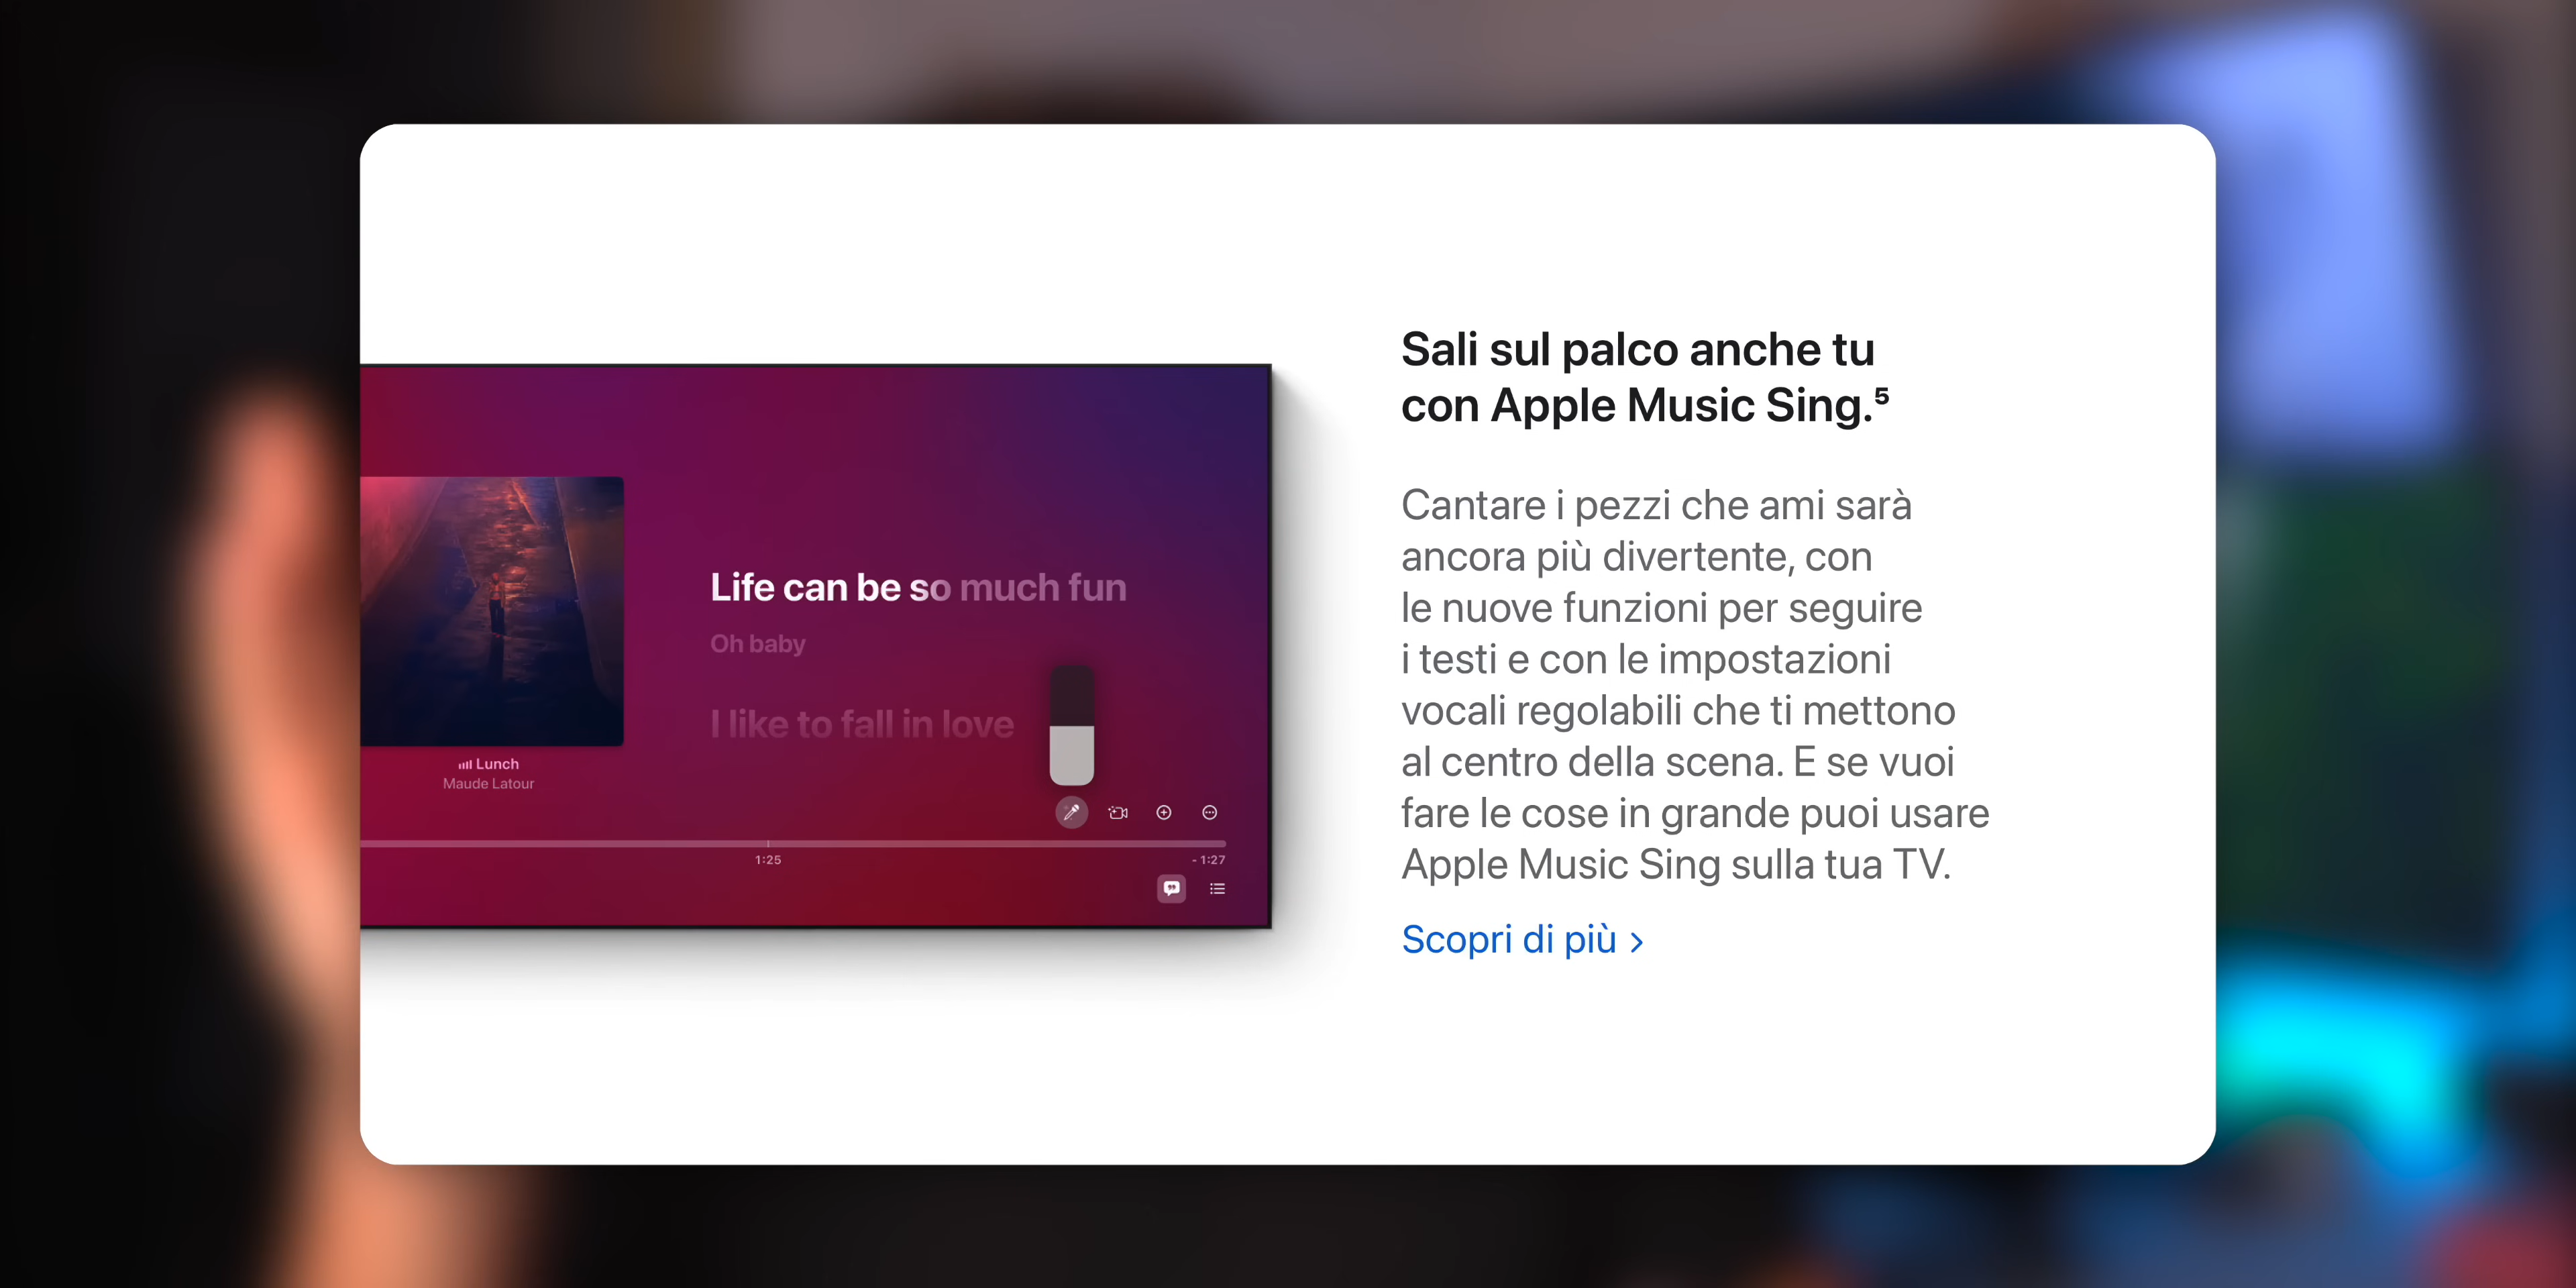 Life can be so much fun
Oh baby
I like to fall in love
Lunch
Maude Latour
1:25
- 1:27
Sali sul palco anche tu
con Apple Music Sing.⁵
Cantare i pezzi che ami sarà
ancora più divertente, con
le nuove funzioni per seguire
i testi e con le impostazioni
vocali regolabili che ti mettono
al centro della scena. E se vuoi
fare le cose in grande puoi usare
Apple Music Sing sulla tua TV.
Scopri di più >